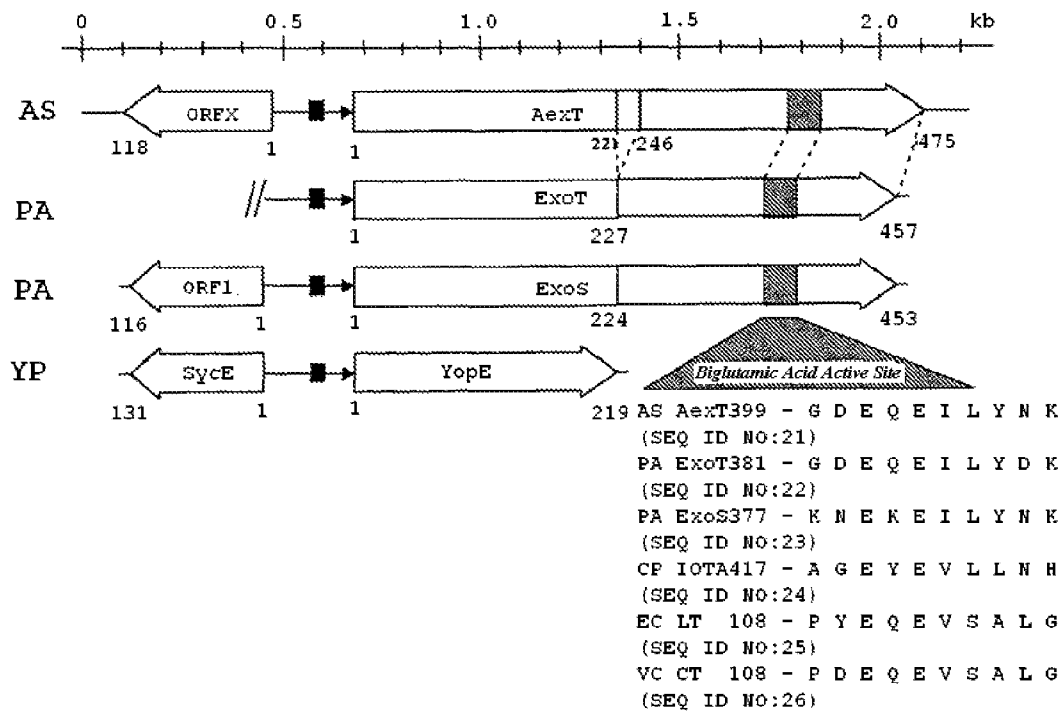 0 0.5 1.0 1.5 2.0 kb
AS ORFX AexT
118 1 1 221 246 475
PA ExoT
1 227 457
PA ORF1 ExoS
116 1 1 224 453
YP SycE YopE
131 1 1 219
Biglutamic Acid Active Site
AS AexT399 - G D E Q E I L Y N K
(SEQ ID NO:21)
PA ExoT381 - G D E Q E I L Y D K
(SEQ ID NO:22)
PA ExoS377 - K N E K E I L Y N K
(SEQ ID NO:23)
CP IOTA417 - A G E Y E V L L N H
(SEQ ID NO:24)
EC LT 108 - P Y E Q E V S A L G
(SEQ ID NO:25)
VC CT 108 - P D E Q E V S A L G
(SEQ ID NO:26)